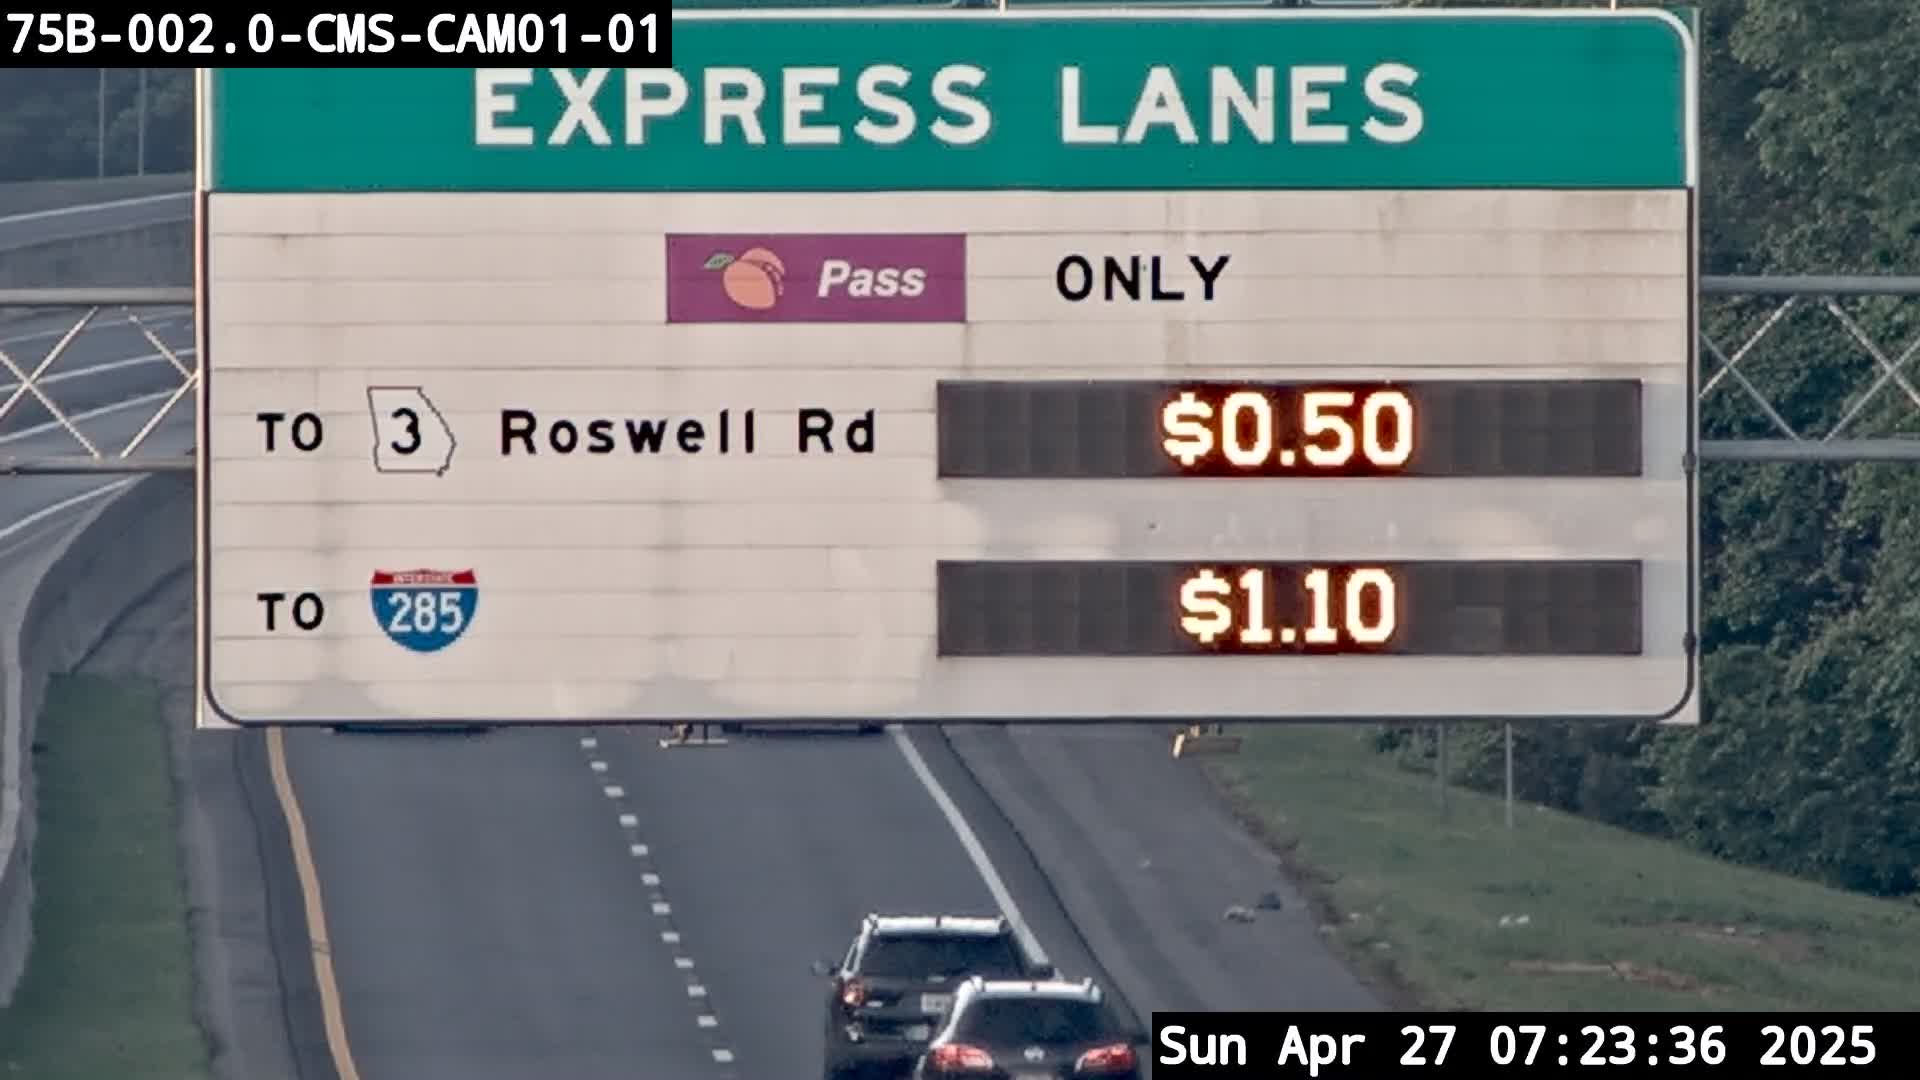 75B-002.0-CMS-CAM01-01
EXPRESS LANES
Pass ONLY
TO 3 Roswell Rd $0.50
INTERSTATE
TO 285 $1.10
Sun Apr 27 07:23:36 2025